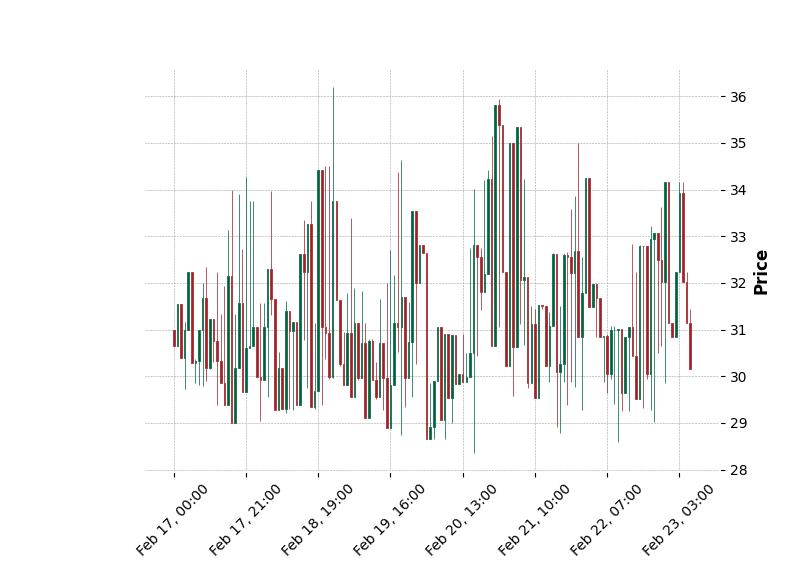 36
35
34
33
32
31
30
29
28
Price
Feb 17, 00:00
Feb 17, 21:00
Feb 18, 19:00
Feb 19, 16:00
Feb 20, 13:00
Feb 21, 10:00
Feb 22, 07:00
Feb 23, 03:00